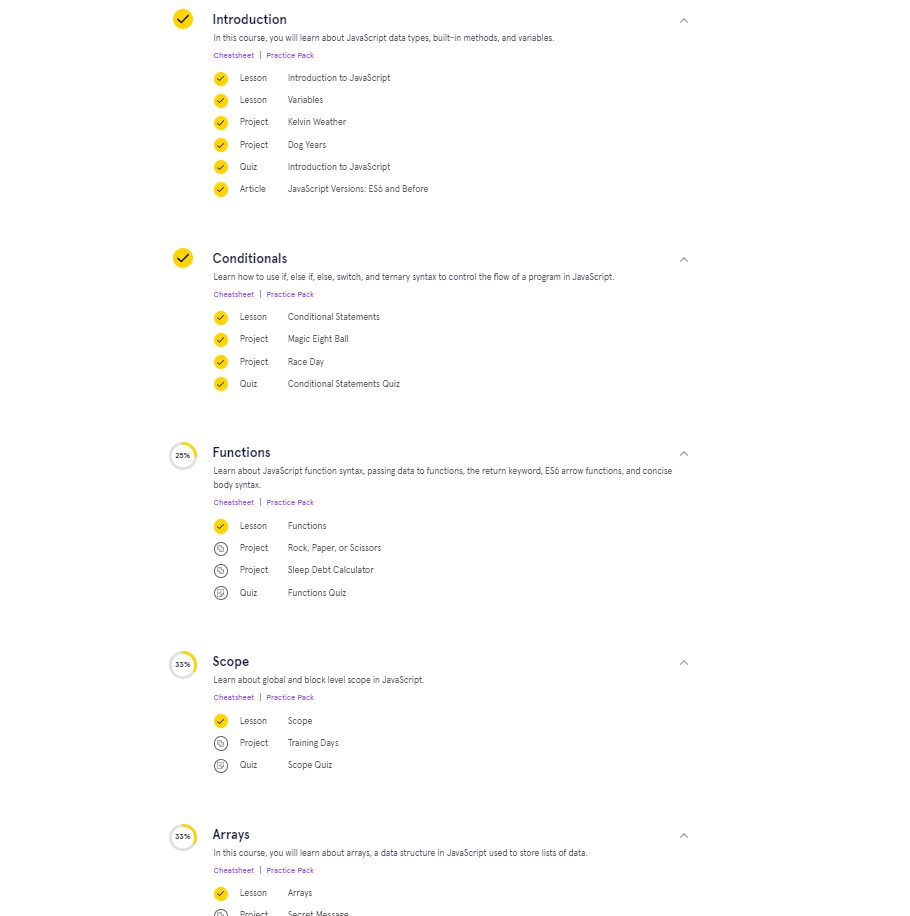 Introduction
In this course, you will learn about JavaScript data types, built-in methods, and variables.
Cheatsheet | Practice Pack
Lesson Introduction to JavaScript
Lesson Variables
Project Kelvin Weather
Project Dog Years
Quiz Introduction to JavaScript
Article JavaScript Versions: ES6 and Before
Conditionals
Learn how to use if, else if, else, switch, and ternary syntax to control the flow of a program in JavaScript.
Cheatsheet | Practice Pack
Lesson Conditional Statements
Project Magic Eight Ball
Project Race Day
Quiz Conditional Statements Quiz
25% Functions
Learn about JavaScript function syntax, passing data to functions, the return keyword, ES6 arrow functions, and concise
body syntax.
Cheatsheet | Practice Pack
Lesson Functions
Project Rock, Paper, or Scissors
Project Sleep Debt Calculator
Quiz Functions Quiz
33% Scope
Learn about global and block level scope in JavaScript.
Cheatsheet | Practice Pack
Lesson Scope
Project Training Days
Quiz Scope Quiz
33% Arrays
In this course, you will learn about arrays, a data structure in JavaScript used to store lists of data.
Cheatsheet | Practice Pack
Lesson Arrays
Project Secret Message